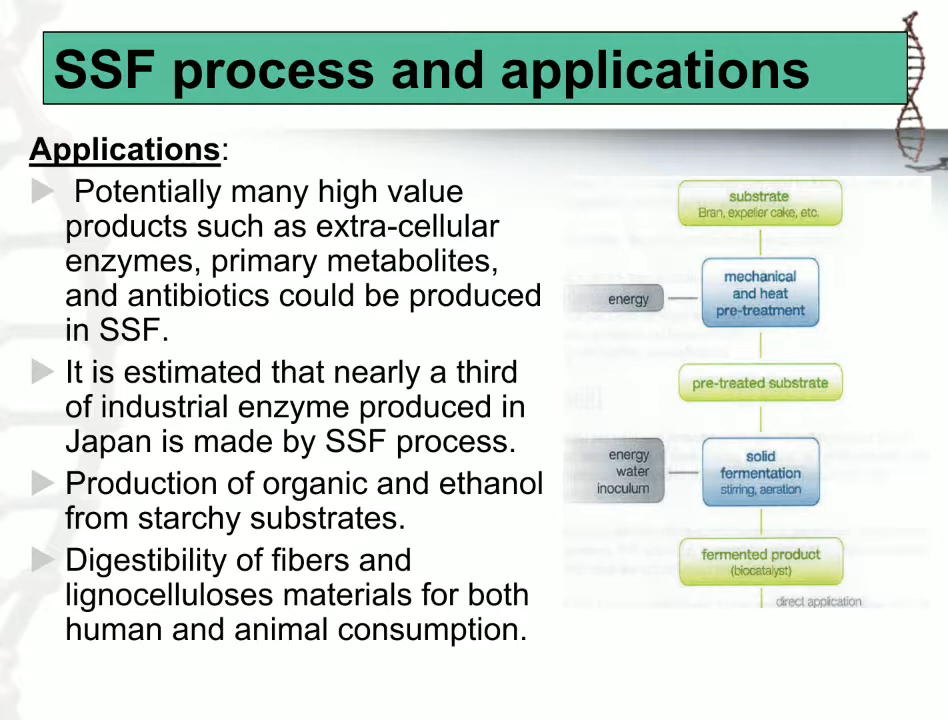 SSF process and applications
Applications:
Potentially many high value
products such as extra-cellular
enzymes, primary metabolites,
and antibiotics could be produced
in SSF.
It is estimated that nearly a third
of industrial enzyme produced in
Japan is made by SSF process.
Production of organic and ethanol
from starchy substrates.
Digestibility of fibers and
lignocelluloses materials for both
human and animal consumption.
substrate
Bran, expeller cake, etc.
mechanical
and heat
pre-treatment
energy
pre-treated substrate
energy
water
inoculum
solid
fermentation
stirring, aeration
fermented product
(biocatalyst)
direct application